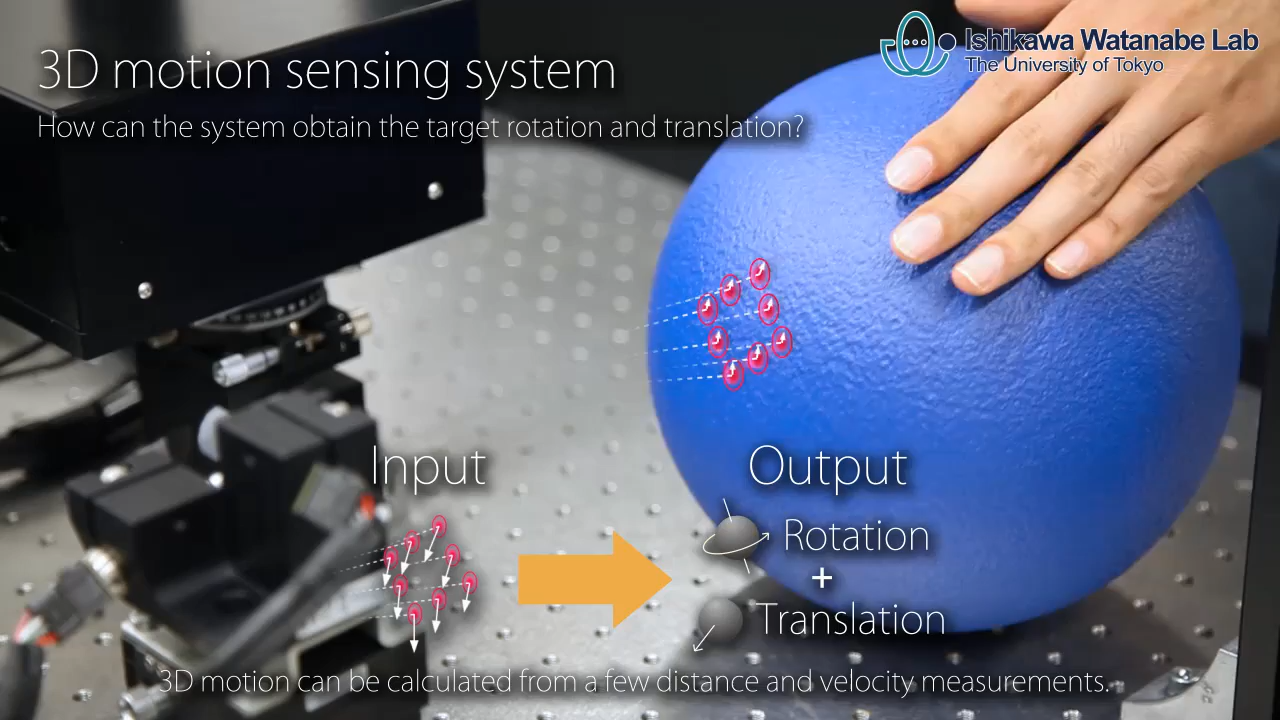 3D motion sensing system
How can the system obtain the target rotation and translation?
Ishikawa Watanabe Lab
The University of Tokyo
Input
Output
Rotation
+
Translation
3D motion can be calculated from a few distance and velocity measurements.